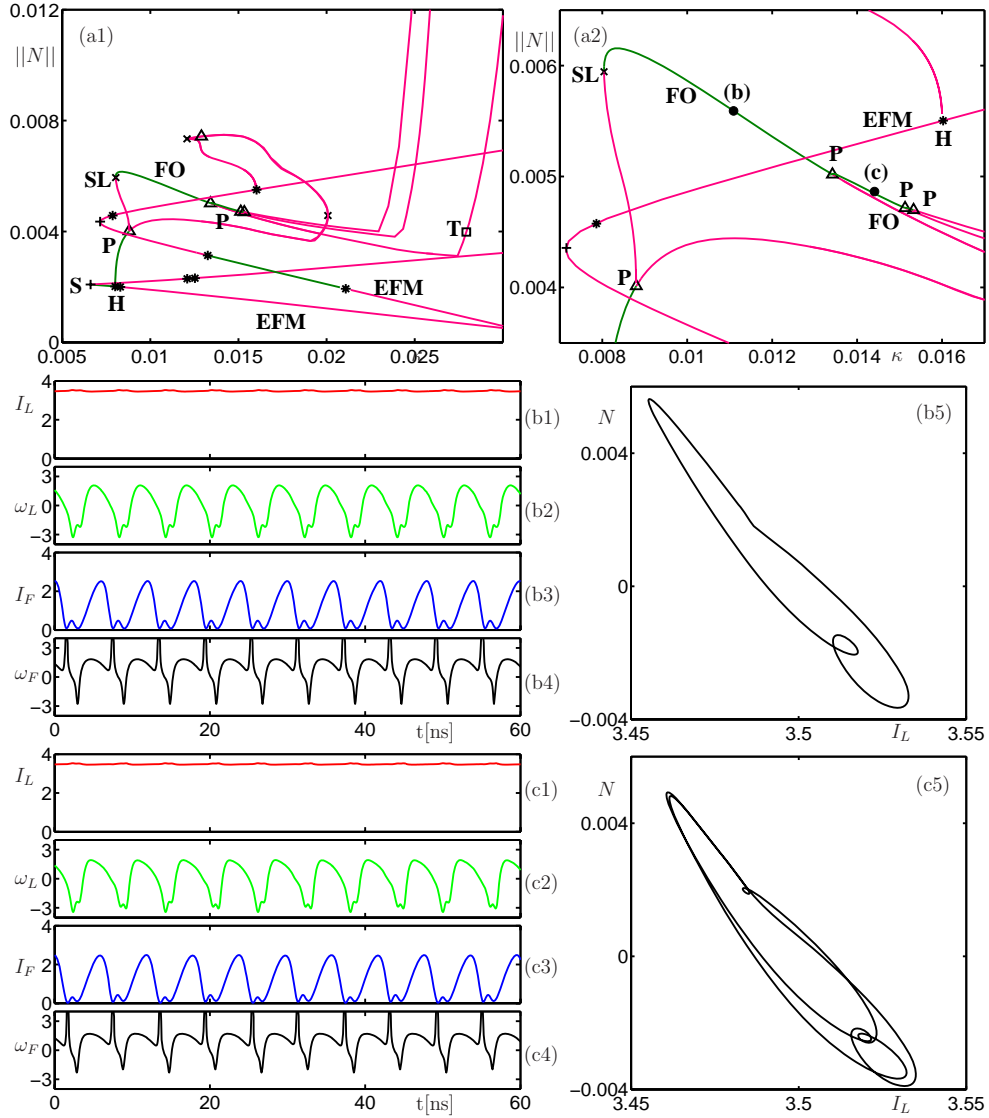 0.012
||N||
(a1)
0.008
FO
SL
P
P
0.004
T
S
H
EFM
EFM
0
0.005
0.01
0.015
0.02
κ
0.025
||N||
(a2)
0.006
SL
FO
(b)
EFM
H
P
(c)
0.005
P
P
FO
P
0.004
0.008
0.01
0.012
0.014
κ
0.016
4
I_L
2
0
(b1)
3
ω_L
0
−3
(b2)
4
I_F
2
0
(b3)
3
ω_F
0
−3
(b4)
0
20
40
t[ns]
60
N
(b5)
0.004
0
−0.004
3.45
3.5
I_L
3.55
4
I_L
2
0
(c1)
3
ω_L
0
−3
(c2)
4
I_F
2
0
(c3)
3
ω_F
0
−3
(c4)
0
20
40
t[ns]
60
N
(c5)
0.004
0
−0.004
3.45
3.5
I_L
3.55